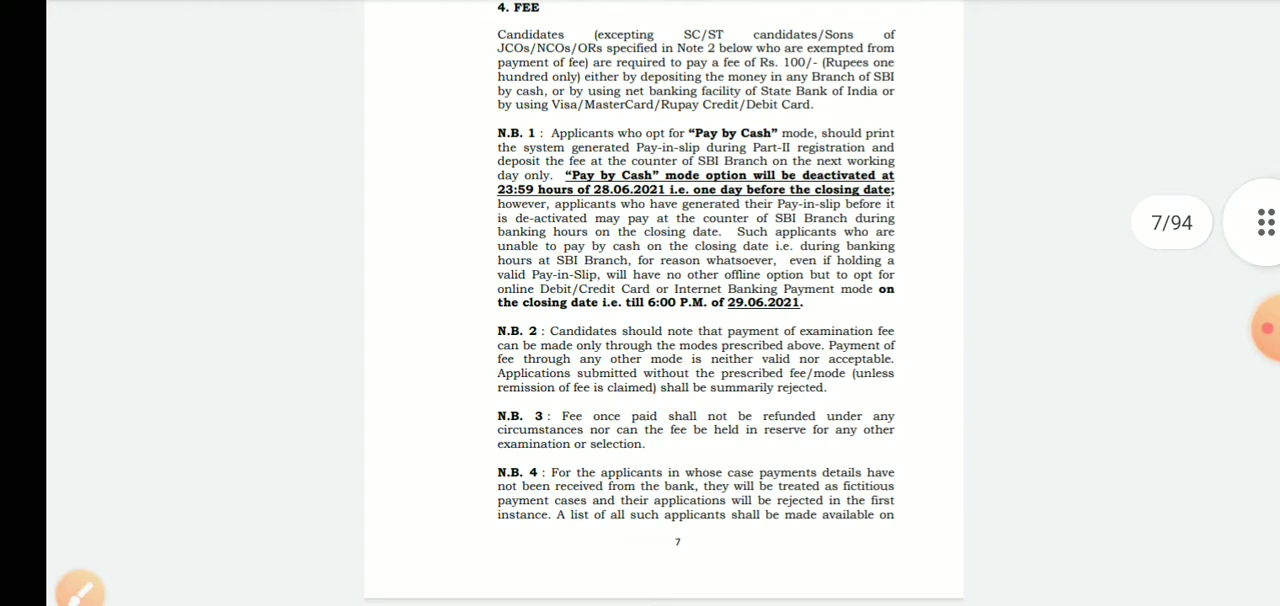 4. FEE
Candidates (excepting SC/ST candidates/Sons of
JCOs/NCOs/ORs specified in Note 2 below who are exempted from
payment of fee) are required to pay a fee of Rs. 100/- (Rupees one
hundred only) either by depositing the money in any Branch of SBI
by cash, or by using net banking facility of State Bank of India or
by using Visa/MasterCard/Rupay Credit/Debit Card.
N.B. 1 : Applicants who opt for “Pay by Cash” mode, should print
the system generated Pay-in-slip during Part-II registration and
deposit the fee at the counter of SBI Branch on the next working
day only. “Pay by Cash” mode option will be deactivated at
23:59 hours of 28.06.2021 i.e. one day before the closing date;
however, applicants who have generated their Pay-in-slip before it
is de-activated may pay at the counter of SBI Branch during
banking hours on the closing date. Such applicants who are
unable to pay by cash on the closing date i.e. during banking
hours at SBI Branch, for reason whatsoever, even if holding a
valid Pay-in-Slip, will have no other offline option but to opt for
online Debit/Credit Card or Internet Banking Payment mode on
the closing date i.e. till 6:00 P.M. of 29.06.2021.
N.B. 2 : Candidates should note that payment of examination fee
can be made only through the modes prescribed above. Payment of
fee through any other mode is neither valid nor acceptable.
Applications submitted without the prescribed fee/mode (unless
remission of fee is claimed) shall be summarily rejected.
N.B. 3 : Fee once paid shall not be refunded under any
circumstances nor can the fee be held in reserve for any other
examination or selection.
N.B. 4 : For the applicants in whose case payments details have
not been received from the bank, they will be treated as fictitious
payment cases and their applications will be rejected in the first
instance. A list of all such applicants shall be made available on
7
7/94